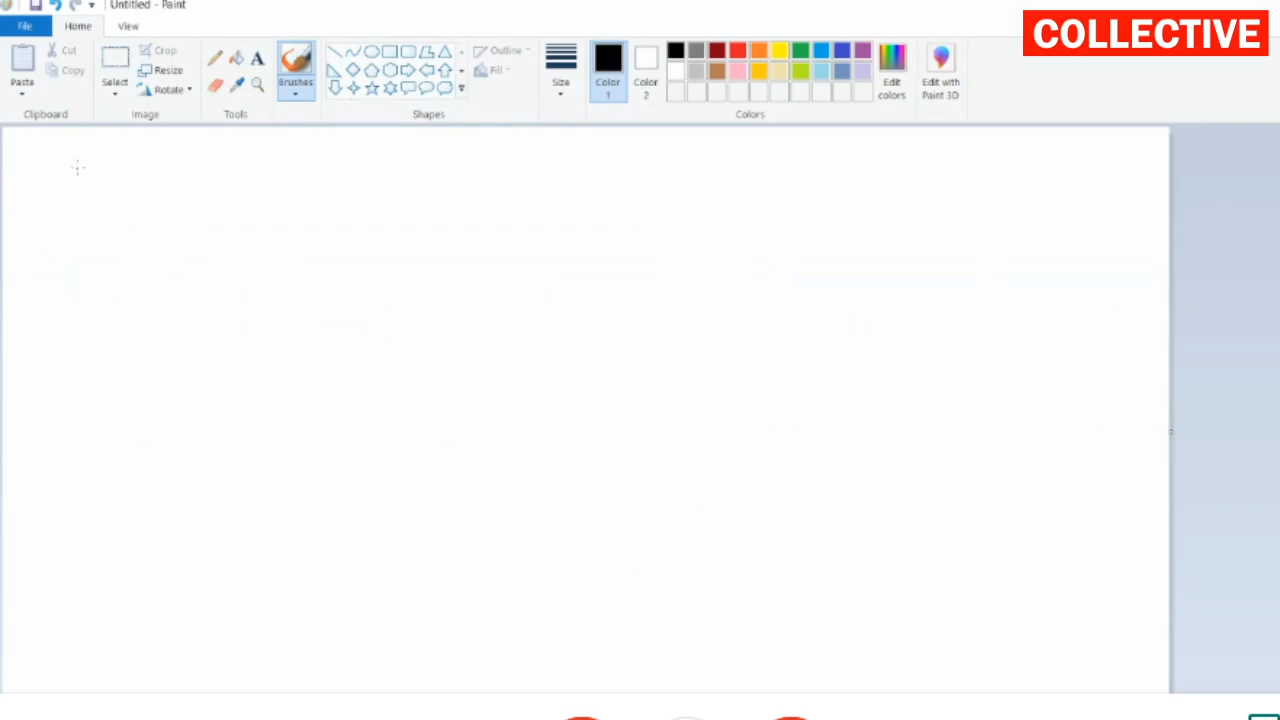 Untitled - Paint
COLLECTIVE
File Home View
Paste
Cut
Copy
Clipboard
Select
Crop
Resize
Rotate
Image
Tools
Brushes
Shapes
Outline
Fill
Size
Color 1
Color 2
Colors
Edit colors
Edit with Paint 3D